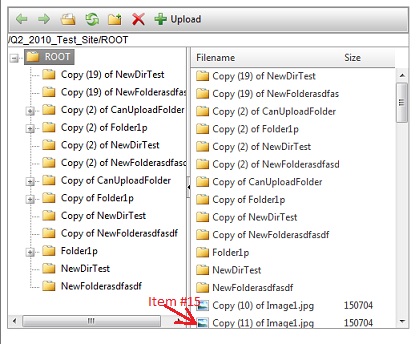 Upload
/Q2_2010_Test_Site/ROOT
ROOT
Copy (19) of NewDirTest
Copy (19) of NewFolderasdfasdf
Copy (2) of CanUploadFolder
Copy (2) of Folder1p
Copy (2) of NewDirTest
Copy (2) of NewFolderasdfasd
Copy of CanUploadFolder
Copy of Folder1p
Copy of NewDirTest
Copy of NewFolderasdfasdf
Folder1p
NewDirTest
NewFolderasdfasdf
Filename Size
Copy (19) of NewDirTest
Copy (19) of NewFolderasdfas
Copy (2) of CanUploadFolder
Copy (2) of Folder1p
Copy (2) of NewDirTest
Copy (2) of NewFolderasdfasd
Copy of CanUploadFolder
Copy of Folder1p
Copy of NewDirTest
Copy of NewFolderasdfasdf
Folder1p
NewDirTest
NewFolderasdfasdf
Copy (10) of Image1.jpg 150704
Copy (11) of Image1.jpg 150704
Item #15